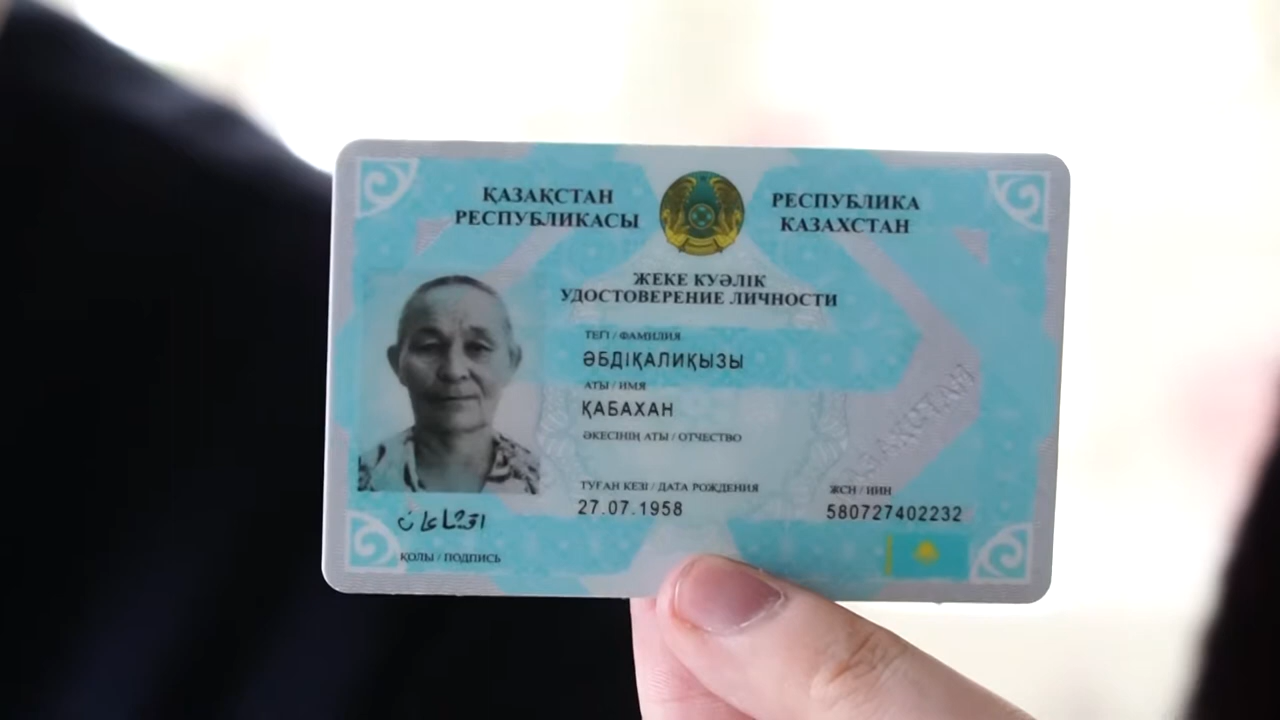 ҚАЗАҚСТАН
РЕСПУБЛИКАСЫ
РЕСПУБЛИКА
КАЗАХСТАН
ЖЕКЕ КУӘЛІК
УДОСТОВЕРЕНИЕ ЛИЧНОСТИ
ТЕГІ / ФАМИЛИЯ
ӘБДІҚАЛИҚЫЗЫ
АТЫ / ИМЯ
ҚАБАХАН
ӘКЕСІНІҢ АТЫ / ОТЧЕСТВО
ТУҒАН КЕЗІ / ДАТА РОЖДЕНИЯ
27.07.1958
ЖСН / ИИН
580727402232
ҚОЛЫ / ПОДПИСЬ
ҚАЗАҚСТАН